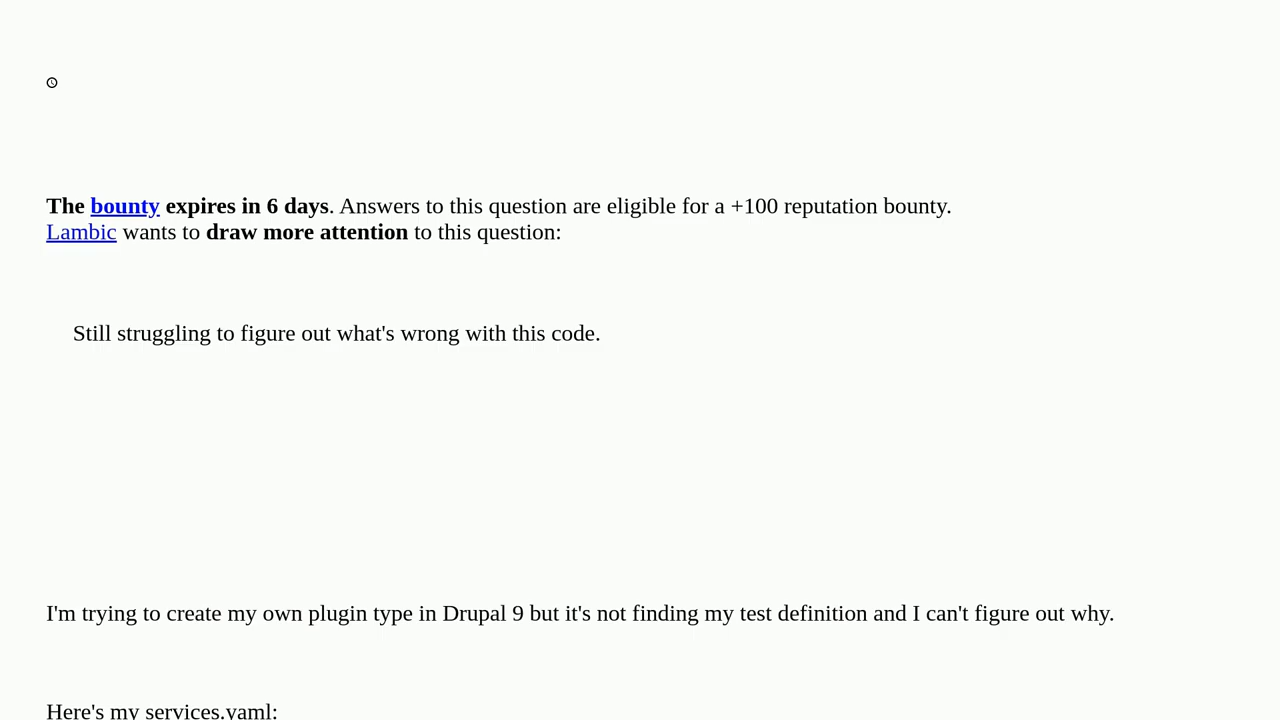 The bounty expires in 6 days. Answers to this question are eligible for a +100 reputation bounty.
Lambic wants to draw more attention to this question:
Still struggling to figure out what's wrong with this code.
I'm trying to create my own plugin type in Drupal 9 but it's not finding my test definition and I can't figure out why.
Here's my services.yaml: